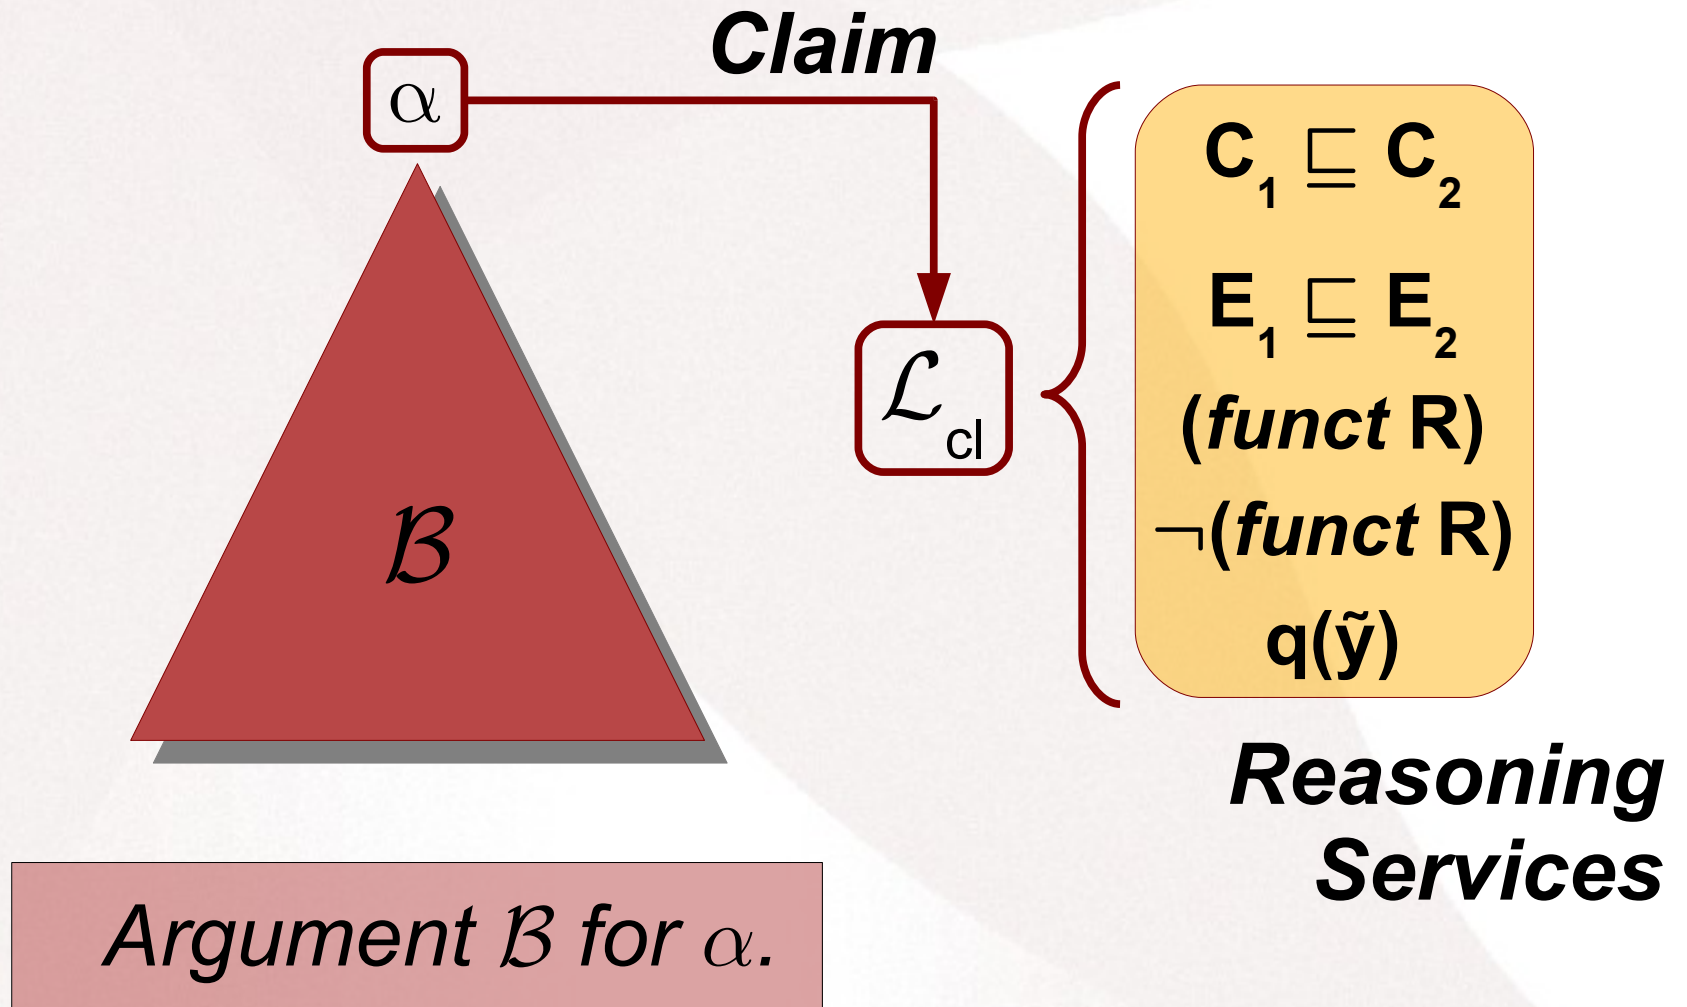 Claim
α
ℬ
ℒcl
C₁ ⊑ C₂
E₁ ⊑ E₂
(funct R)
¬(funct R)
q(ỹ)
Reasoning
Services
Argument ℬ for α.